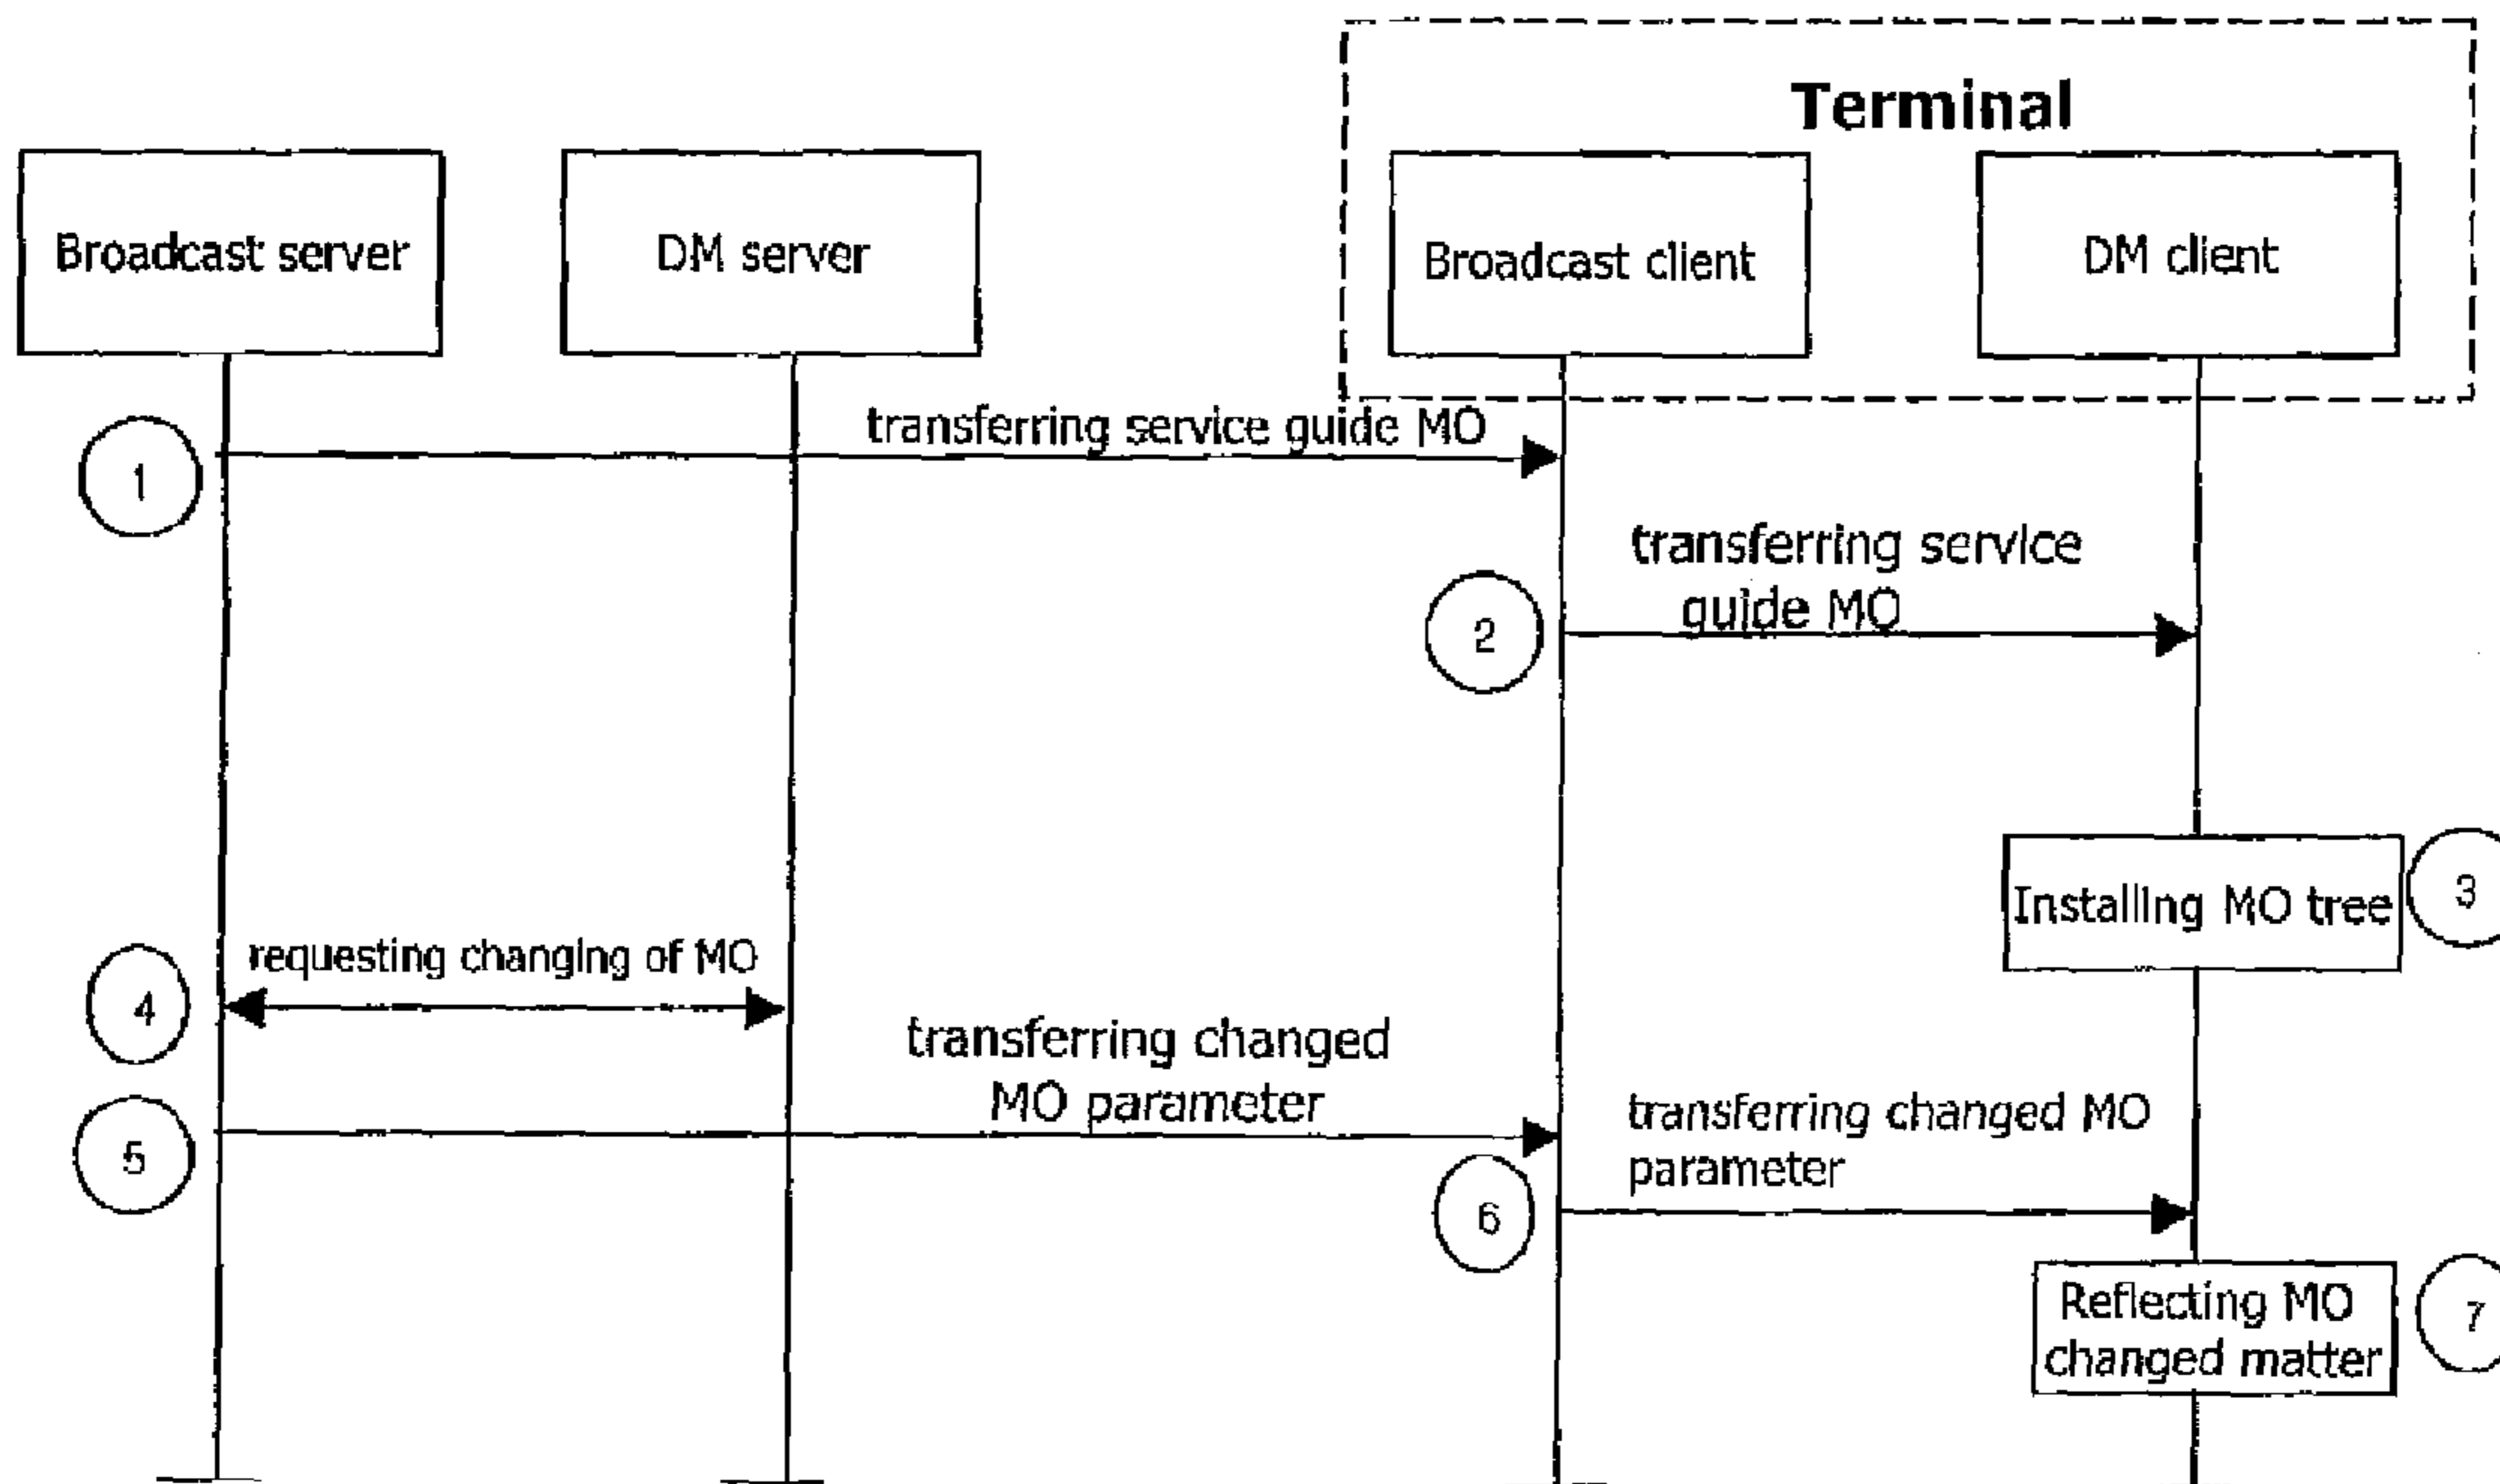 Terminal
Broadcast server
DM server
Broadcast client
DM client
transferring service guide MO
1
transferring service
guide MO
2
Installing MO tree
3
requesting changing of MO
4
transferring changed
MO parameter
5
transferring changed MO
parameter
6
Reflecting MO
changed matter
7